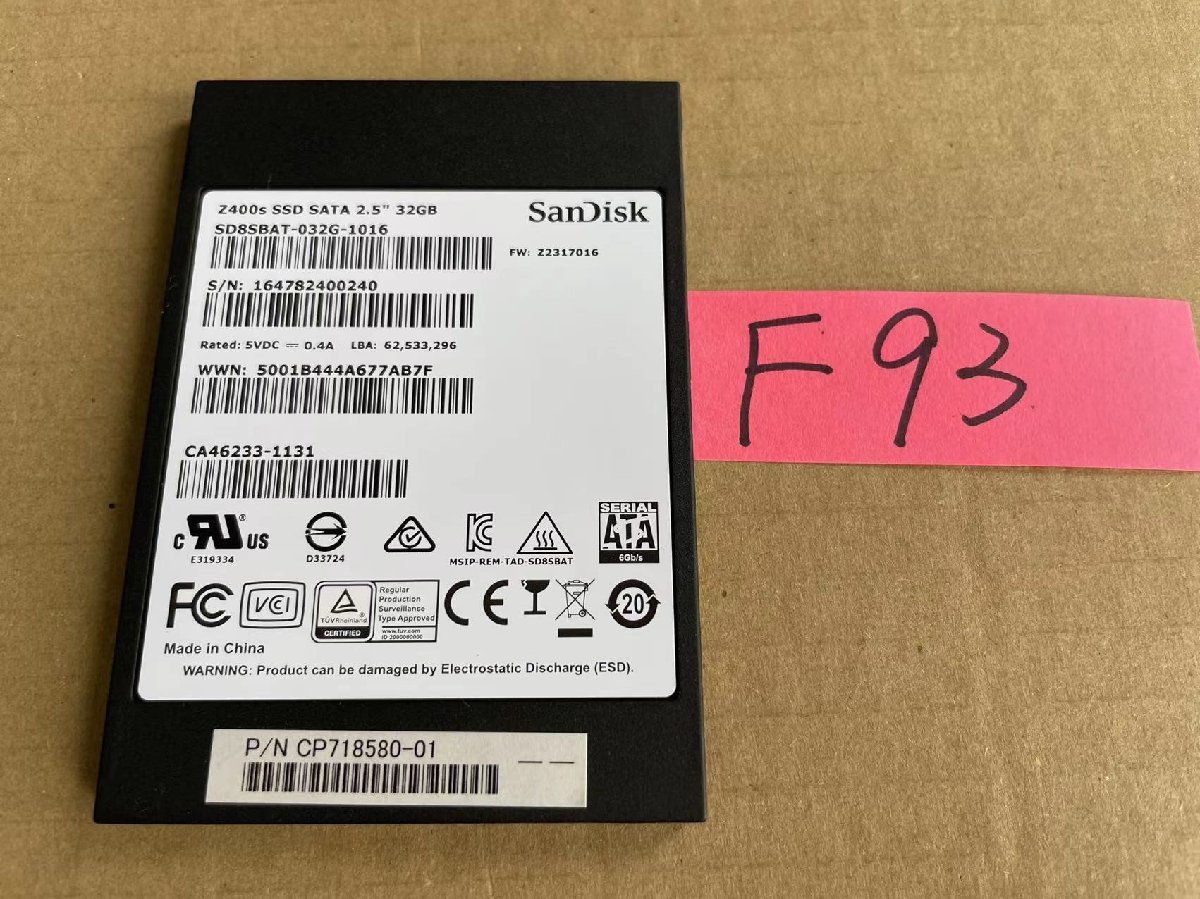 Z400s SSD SATA 2.5" 32GB
SanDisk
SD8SBAT-032G-1016
FW: Z2317016
S/N: 164782400240
Rated: 5VDC ⎓ 0.4A LBA: 62,533,296
WWN: 5001B444A677AB7F
CA46233-1131
F93
c RU ® US
E319334
D33724
MSIP-REM-TAD-SD8SBAT
SERIAL
ATA
6Gb/s
FC
VCI
TÜVRheinland ®
CERTIFIED
Regular
Production
Surveillance
Type Approved
www.tuv.com
CE
20
Made in China
WARNING: Product can be damaged by Electrostatic Discharge (ESD).
P/N CP718580-01
— —